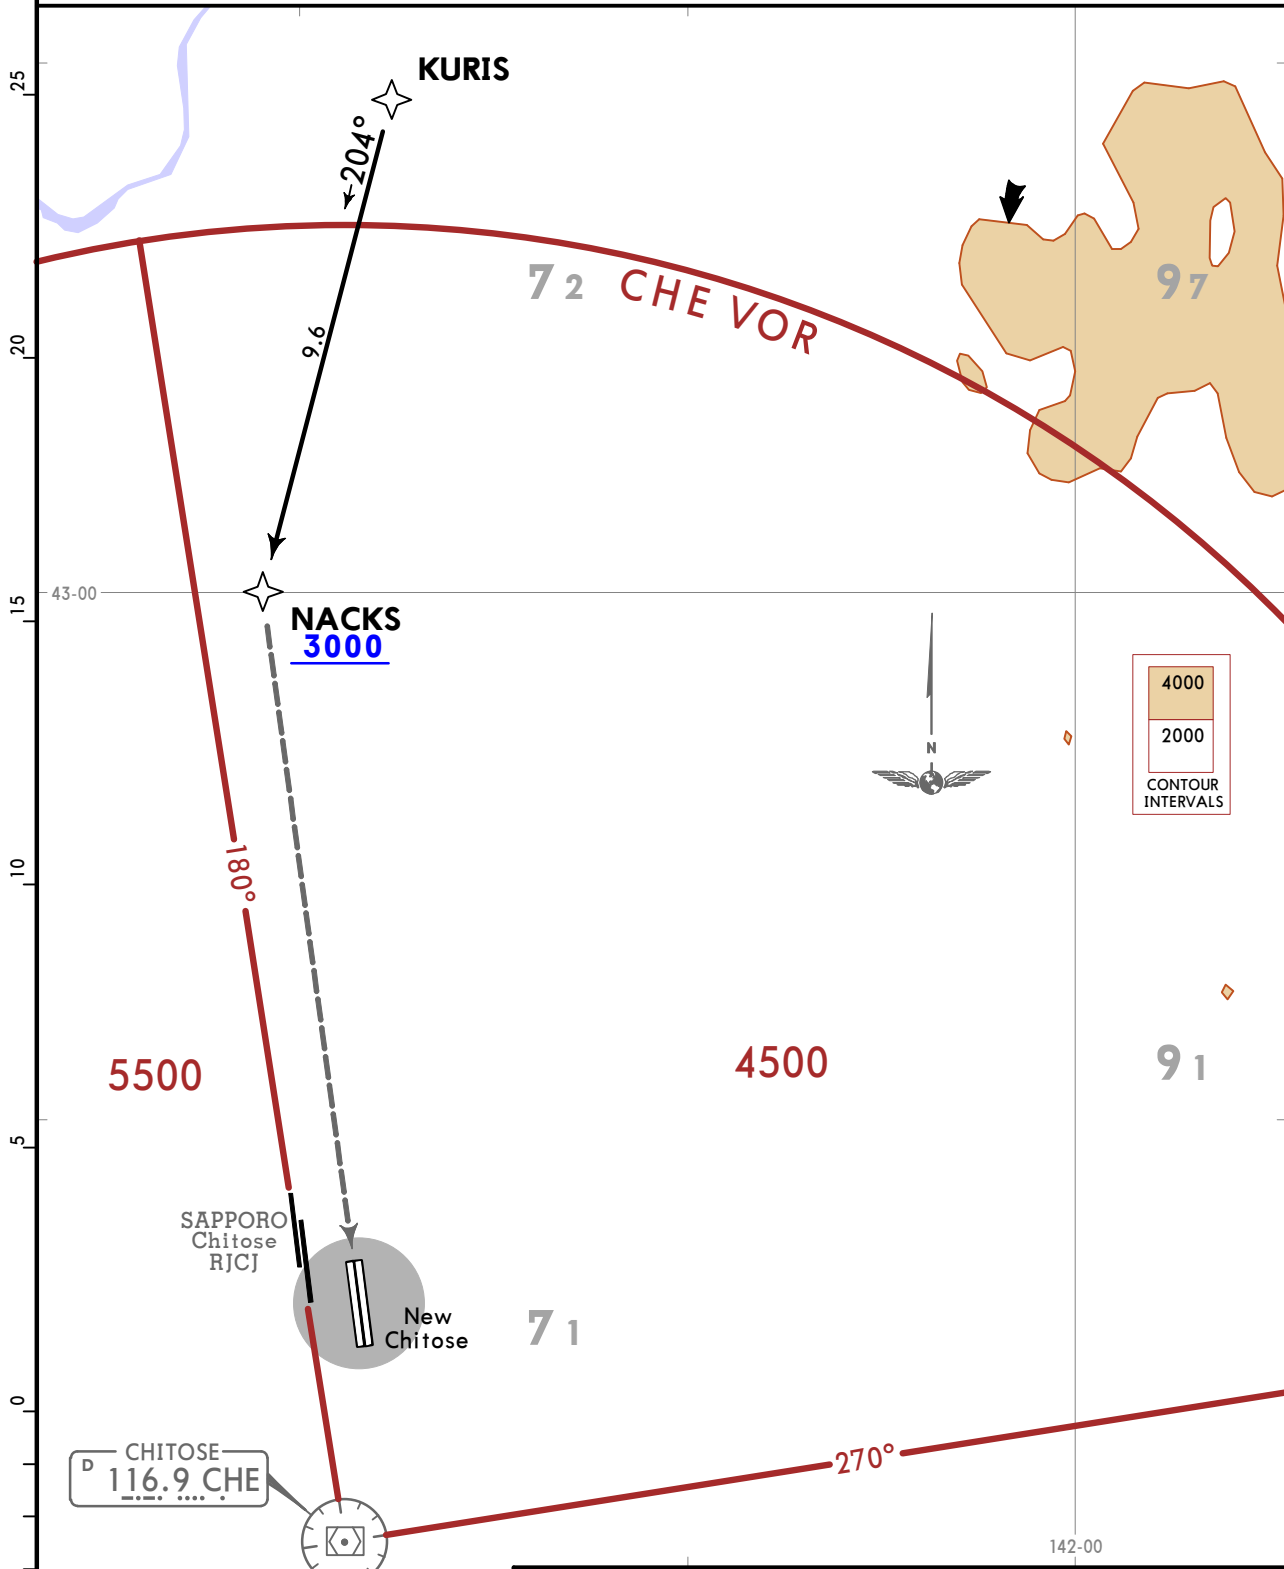 KURIS
204°
25
72
97
CHE VOR
9.6
20
43-00
15
NACKS
3000
N
4000
2000
CONTOUR
INTERVALS
10
180°
5500
4500
91
5
SAPPORO
Chitose
RJCJ
New
Chitose
71
0
CHITOSE
D 116.9 CHE
270°
142-00